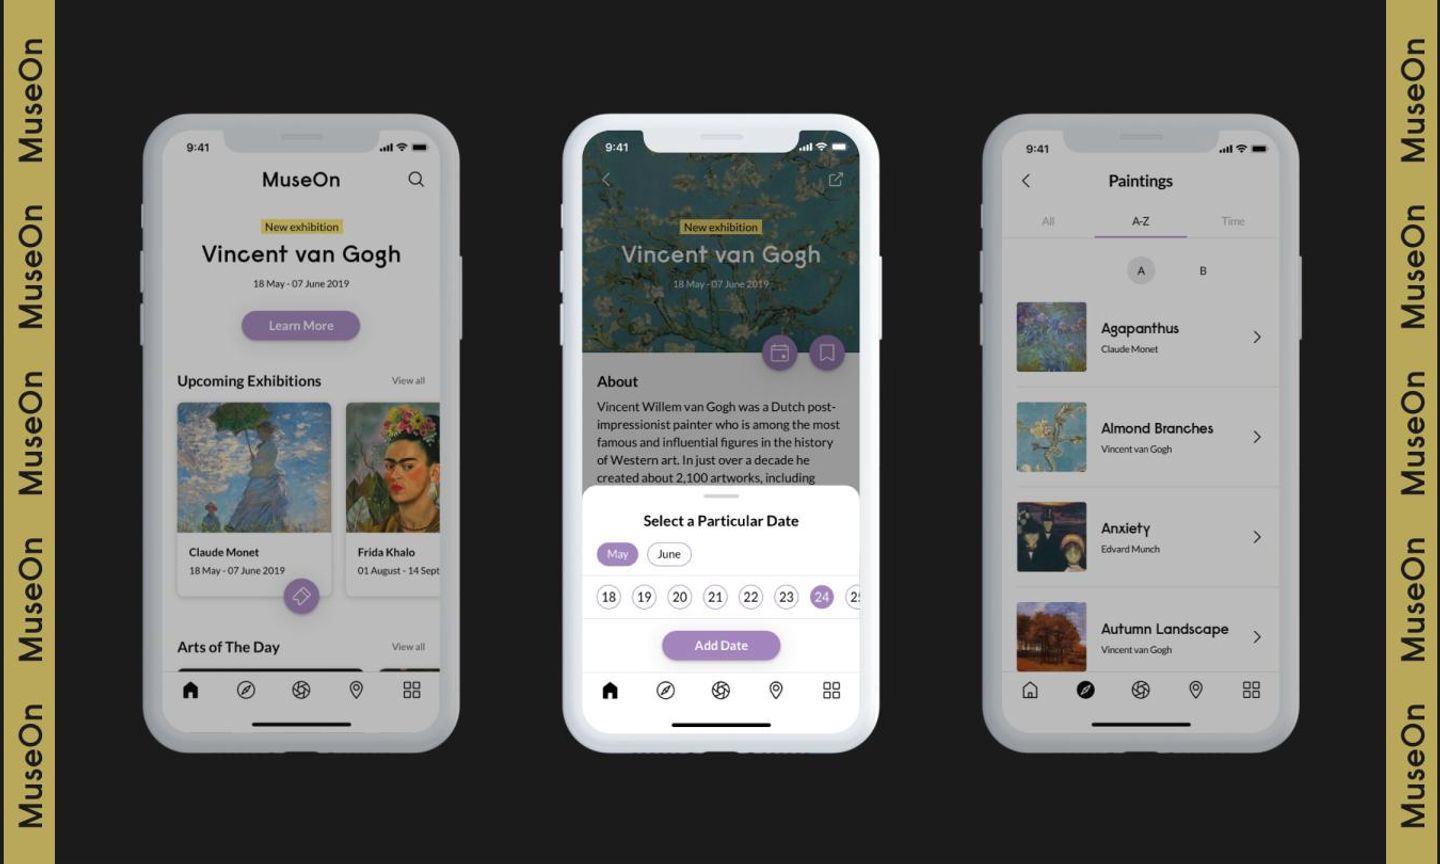 MuseOn
MuseOn
MuseOn
MuseOn
MuseOn
9:41
MuseOn
New exhibition
Vincent van Gogh
18 May - 07 June 2019
Learn More
Upcoming Exhibitions
View all
Claude Monet
18 May - 07 June 2019
Frida Khalo
01 August - 14 Sept
Arts of The Day
View all
9:41
New exhibition
Vincent van Gogh
18 May - 07 June 2019
About
Vincent Willem van Gogh was a Dutch post-
impressionist painter who is among the most
famous and influential figures in the history
of Western art. In just over a decade he
created about 2,100 artworks, including
Select a Particular Date
May June
18 19 20 21 22 23 24 25
Add Date
9:41
Paintings
All A-Z Time
A B
Agapanthus
Claude Monet
Almond Branches
Vincent van Gogh
Anxiety
Edvard Munch
Autumn Landscape
Vincent van Gogh
MuseOn
MuseOn
MuseOn
MuseOn
MuseOn